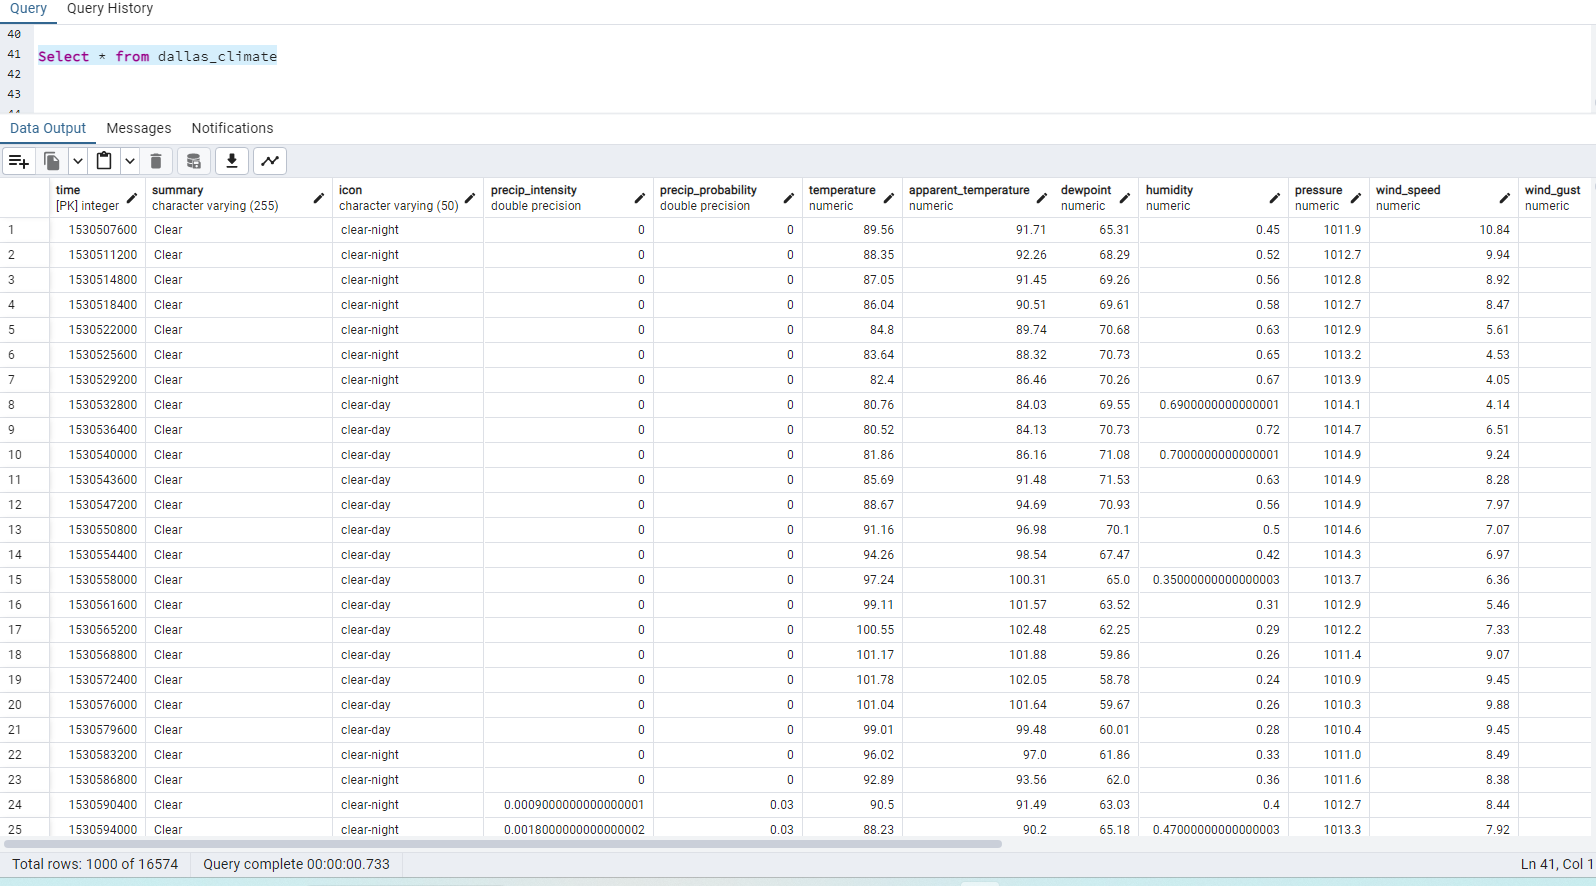 Query Query History
40
41 Select * from dallas_climate
42
43
44
Data Output Messages Notifications
time summary icon precip_intensity precip_probability temperature apparent_temperature dewpoint humidity pressure wind_speed wind_gust
[PK] integer character varying (255) character varying (50) double precision double precision numeric numeric numeric numeric numeric numeric numeric
1 1530507600 Clear clear-night 0 0 89.56 91.71 65.31 0.45 1011.9 10.84
2 1530511200 Clear clear-night 0 0 88.35 92.26 68.29 0.52 1012.7 9.94
3 1530514800 Clear clear-night 0 0 87.05 91.45 69.26 0.56 1012.8 8.92
4 1530518400 Clear clear-night 0 0 86.04 90.51 69.61 0.58 1012.7 8.47
5 1530522000 Clear clear-night 0 0 84.8 89.74 70.68 0.63 1012.9 5.61
6 1530525600 Clear clear-night 0 0 83.64 88.32 70.73 0.65 1013.2 4.53
7 1530529200 Clear clear-night 0 0 82.4 86.46 70.26 0.67 1013.9 4.05
8 1530532800 Clear clear-day 0 0 80.76 84.03 69.55 0.6900000000000001 1014.1 4.14
9 1530536400 Clear clear-day 0 0 80.52 84.13 70.73 0.72 1014.7 6.51
10 1530540000 Clear clear-day 0 0 81.86 86.16 71.08 0.7000000000000001 1014.9 9.24
11 1530543600 Clear clear-day 0 0 85.69 91.48 71.53 0.63 1014.9 8.28
12 1530547200 Clear clear-day 0 0 88.67 94.69 70.93 0.56 1014.9 7.97
13 1530550800 Clear clear-day 0 0 91.16 96.98 70.1 0.5 1014.6 7.07
14 1530554400 Clear clear-day 0 0 94.26 98.54 67.47 0.42 1014.3 6.97
15 1530558000 Clear clear-day 0 0 97.24 100.31 65.0 0.35000000000000003 1013.7 6.36
16 1530561600 Clear clear-day 0 0 99.11 101.57 63.52 0.31 1012.9 5.46
17 1530565200 Clear clear-day 0 0 100.55 102.48 62.25 0.29 1012.2 7.33
18 1530568800 Clear clear-day 0 0 101.17 101.88 59.86 0.26 1011.4 9.07
19 1530572400 Clear clear-day 0 0 101.78 102.05 58.78 0.24 1010.9 9.45
20 1530576000 Clear clear-day 0 0 101.04 101.64 59.67 0.26 1010.3 9.88
21 1530579600 Clear clear-day 0 0 99.01 99.48 60.01 0.28 1010.4 9.45
22 1530583200 Clear clear-night 0 0 96.02 97.0 61.86 0.33 1011.0 8.49
23 1530586800 Clear clear-night 0 0 92.89 93.56 62.0 0.36 1011.6 8.38
24 1530590400 Clear clear-night 0.0009000000000000001 0.03 90.5 91.49 63.03 0.4 1012.7 8.44
25 1530594000 Clear clear-night 0.0018000000000000002 0.03 88.23 90.2 65.18 0.47000000000000003 1013.3 7.92
Total rows: 1000 of 16574 Query complete 00:00:00.733 Ln 41, Col 1